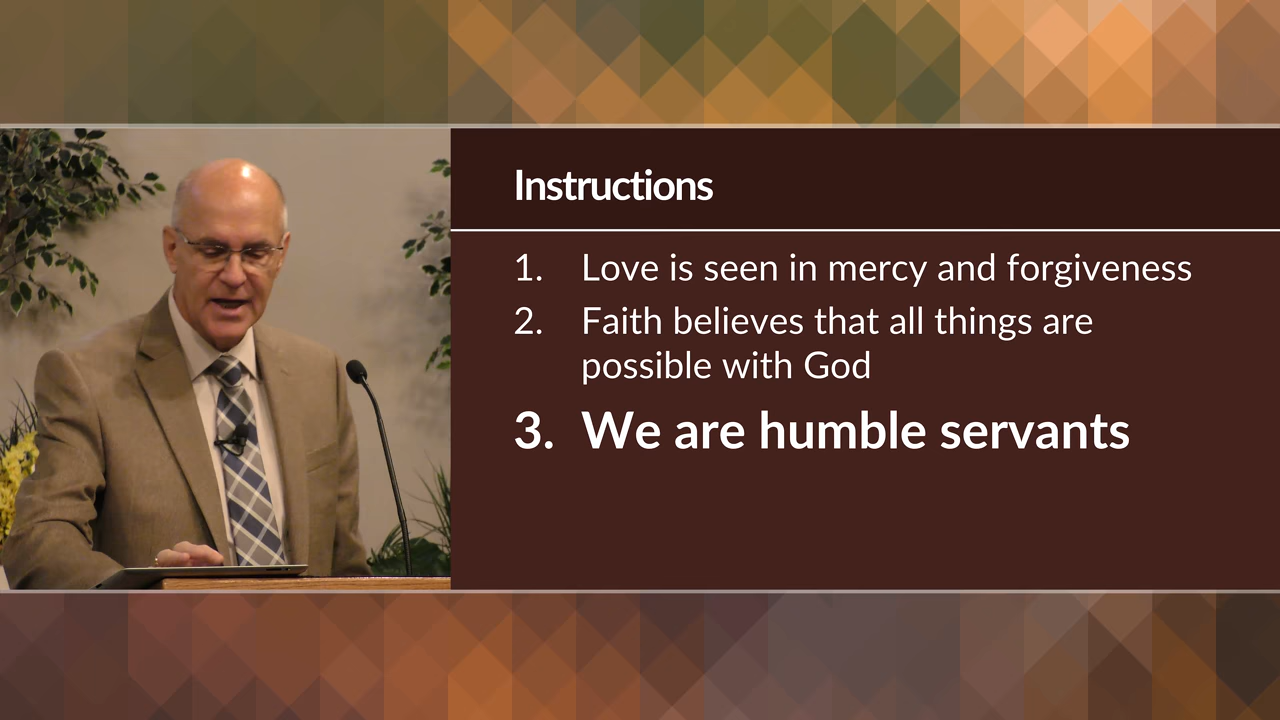 Instructions
1. Love is seen in mercy and forgiveness
2. Faith believes that all things are
possible with God
3. We are humble servants